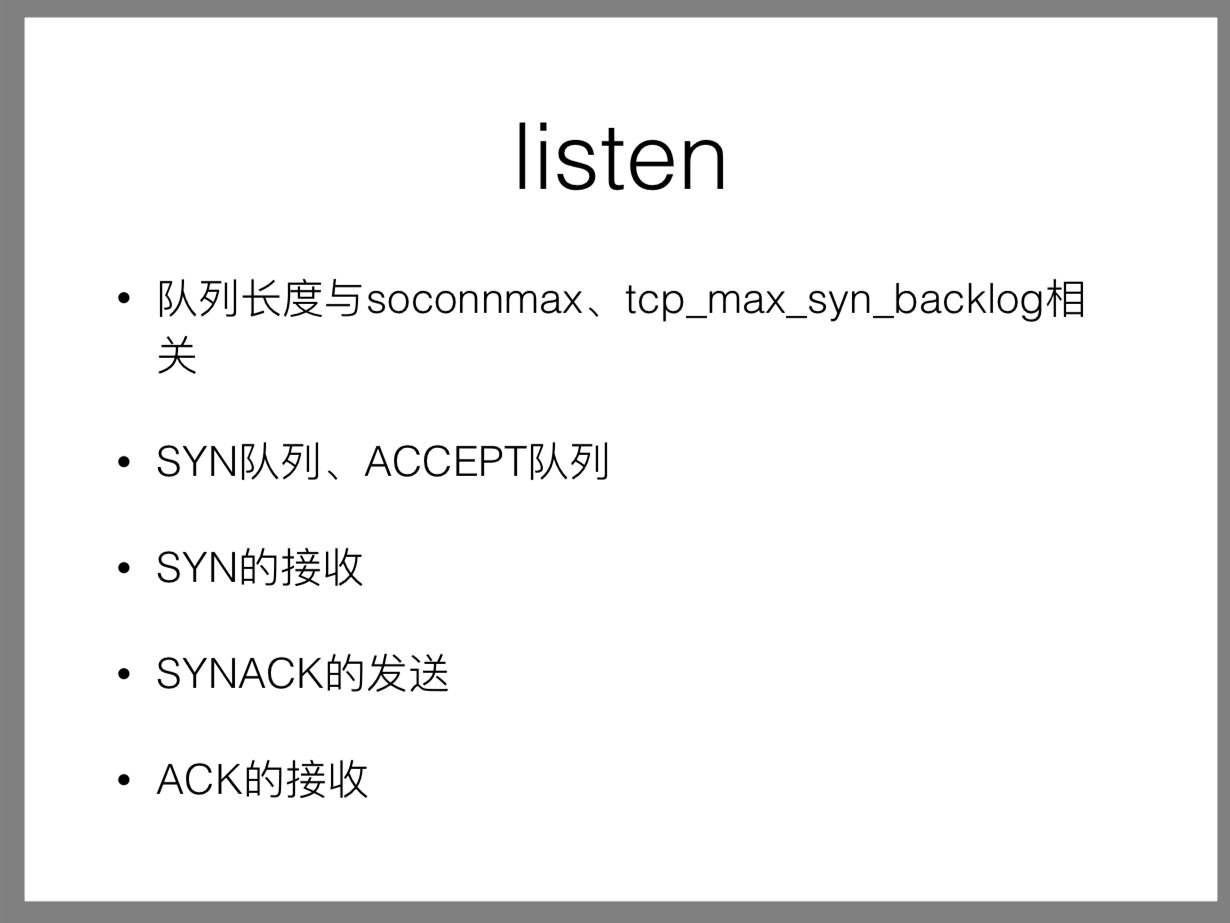 listen
• 队列长度与soconnmax、tcp_max_syn_backlog相
关
• SYN队列、ACCEPT队列
• SYN的接收
• SYNACK的发送
• ACK的接收